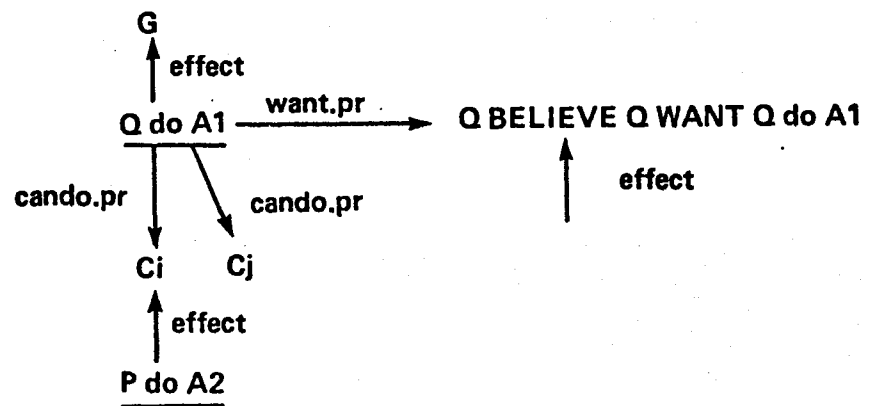 G
effect
Q do A1 want.pr Q BELIEVE Q WANT Q do A1
effect
cando.pr cando.pr
Ci Cj
effect
P do A2